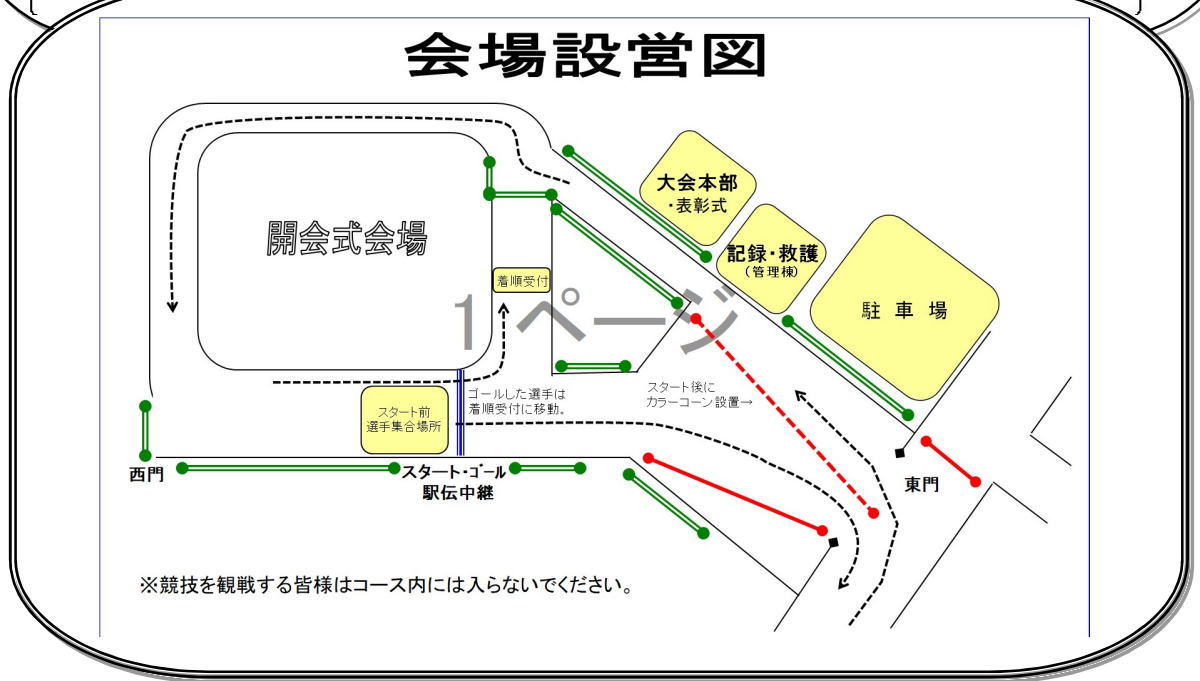 会場設営図
大会本部
・表彰式
記録・救護
(管理棟)
開会式会場
着順受付
駐 車 場
1 ページ
ゴールした選手は
着順受付に移動。
スタート後に
カラーコーン設置→
スタート前
選手集合場所
西門
スタート・ゴール
駅伝中継
東門
※競技を観戦する皆様はコース内には入らないでください。